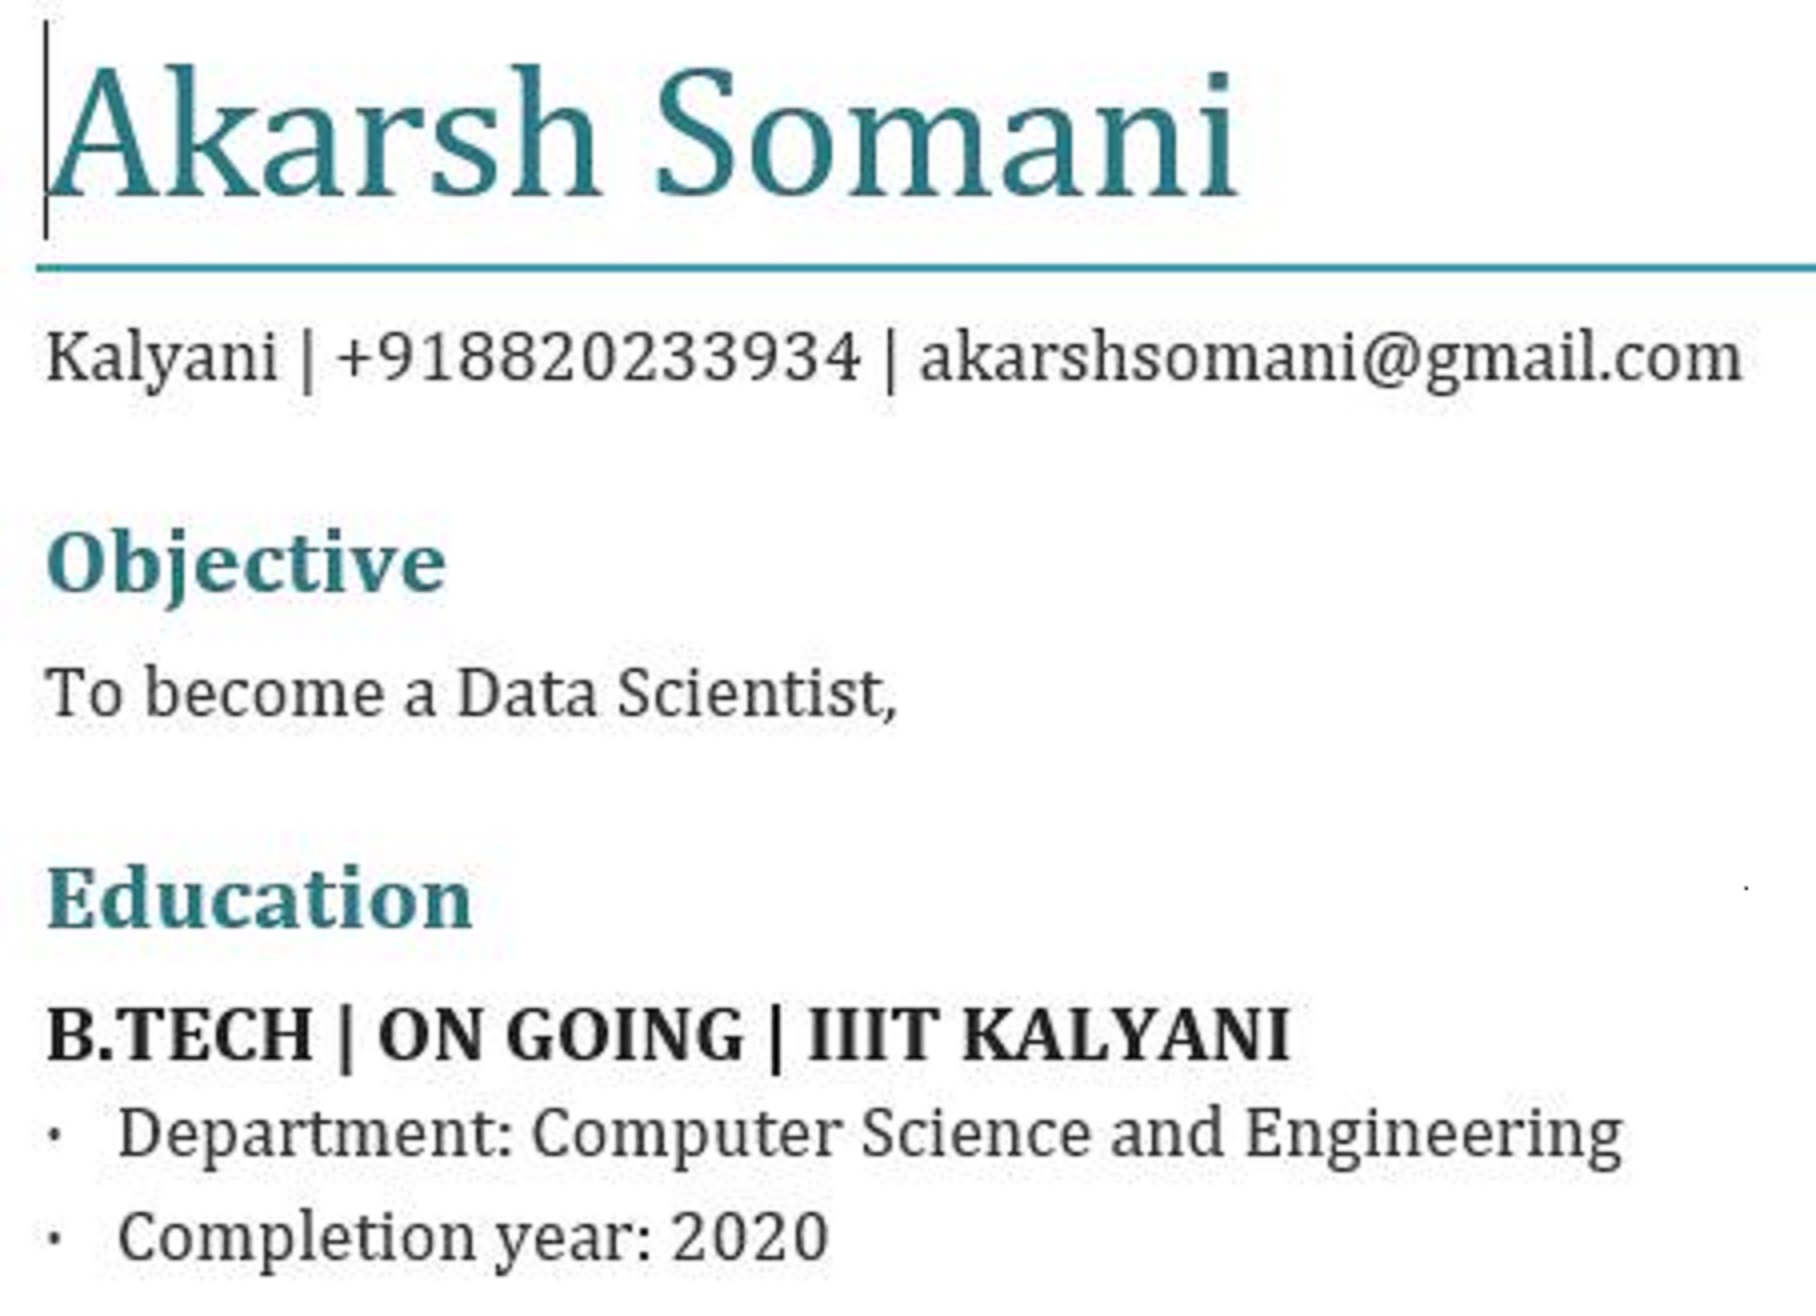 Akarsh Somani
Kalyani | +918820233934 | akarshsomani@gmail.com
Objective
To become a Data Scientist,
Education
B.TECH | ON GOING | IIIT KALYANI
· Department: Computer Science and Engineering
· Completion year: 2020